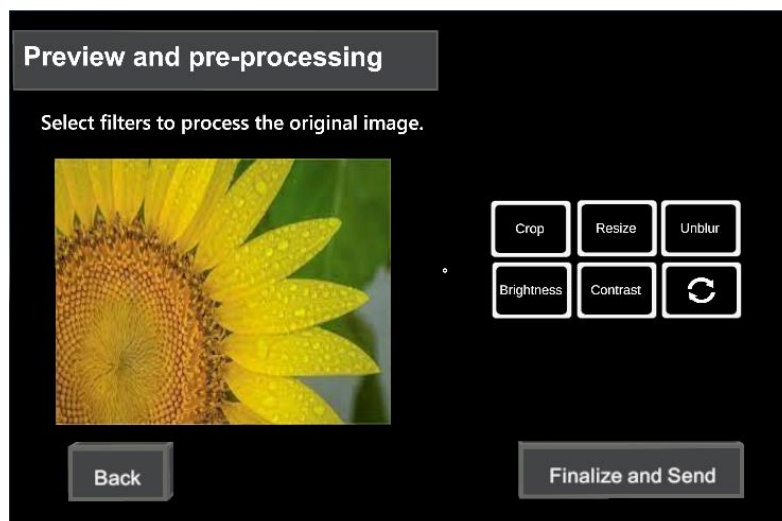 Preview and pre-processing
Select filters to process the original image.
Crop Resize Unblur
Brightness Contrast
Back Finalize and Send